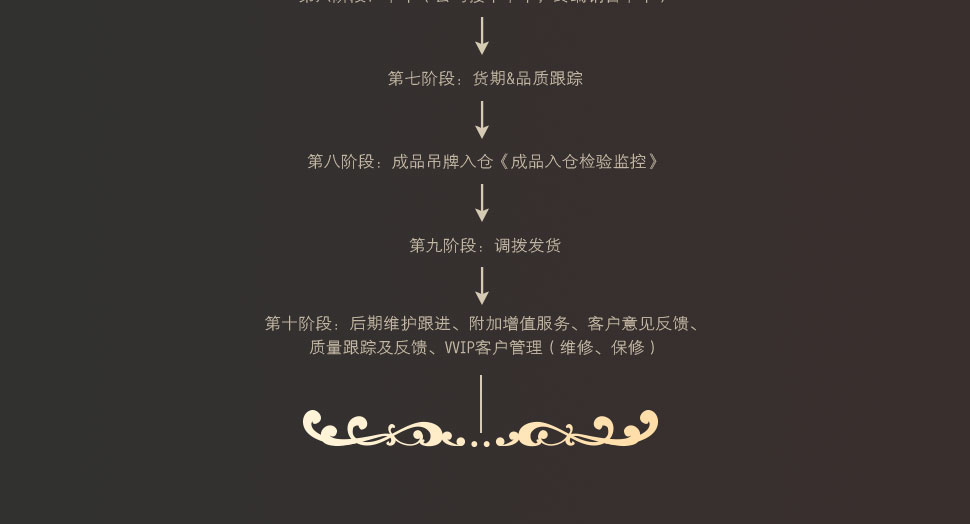 第七阶段：货期&品质跟踪
第八阶段：成品吊牌入仓《成品入仓检验监控》
第九阶段：调拨发货
第十阶段：后期维护跟进、附加增值服务、客户意见反馈、
质量跟踪及反馈、VVIP客户管理（维修、保修）